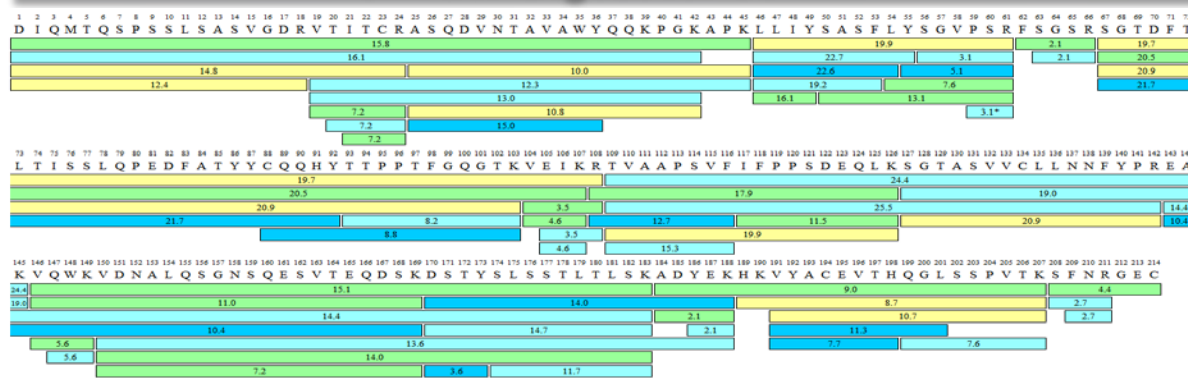 1 2 3 4 5 6 7 8 9 10 11 12 13 14 15 16 17 18 19 20 21 22 23 24 25 26 27 28 29 30 31 32 33 34 35 36 37 38 39 40 41 42 43 44 45 46 47 48 49 50 51 52 53 54 55 56 57 58 59 60 61 62 63 64 65 66 67 68 69 70 71
D I Q M T Q S P S S L S A S V G D R V T I T C R A S Q D V N T A V A W Y Q Q K P G K A P K L L I Y S A S F L Y S G V P S R F S G S R S G T D F T
15.8 19.9 2.1 19.7
16.1 22.7 3.1 2.1 20.5
14.8 10.0 22.6 5.1 20.9
12.4 12.3 19.2 7.6 21.7
13.0 16.1 13.1
7.2 10.8 3.1*
7.2 15.0
7.2
73 74 75 76 77 78 79 80 81 82 83 84 85 86 87 88 89 90 91 92 93 94 95 96 97 98 99 100 101 102 103 104 105 106 107 108 109 110 111 112 113 114 115 116 117 118 119 120 121 122 123 124 125 126 127 128 129 130 131 132 133 134 135 136 137 138 139 140 141 142 143 144
L T I S S L Q P E D F A T Y Y C Q Q H Y T T P P T F G Q G T K V E I K R T V A A P S V F I F P P S D E Q L K S G T A S V V C L L N N F Y P R E A
19.7 24.4
20.5 17.9 19.0
20.9 3.5 25.5 14.4
21.7 8.2 4.6 12.7 11.5 20.9 10.4
8.8 3.5 19.9
4.6 15.3
145 146 147 148 149 150 151 152 153 154 155 156 157 158 159 160 161 162 163 164 165 166 167 168 169 170 171 172 173 174 175 176 177 178 179 180 181 182 183 184 185 186 187 188 189 190 191 192 193 194 195 196 197 198 199 200 201 202 203 204 205 206 207 208 209 210 211 212 213 214
K V Q W K V D N A L Q S G N S Q E S V T E Q D S K D S T Y S L S S T L T L S K A D Y E K H K V Y A C E V T H Q G L S S P V T K S F N R G E C
24.4 15.1 9.0 4.4
19.0 11.0 14.0 8.7 2.7
14.4 2.1 10.7 2.7
10.4 14.7 2.1 11.3
5.6 13.6 7.7 7.6
5.6 14.0
7.2 3.6 11.7